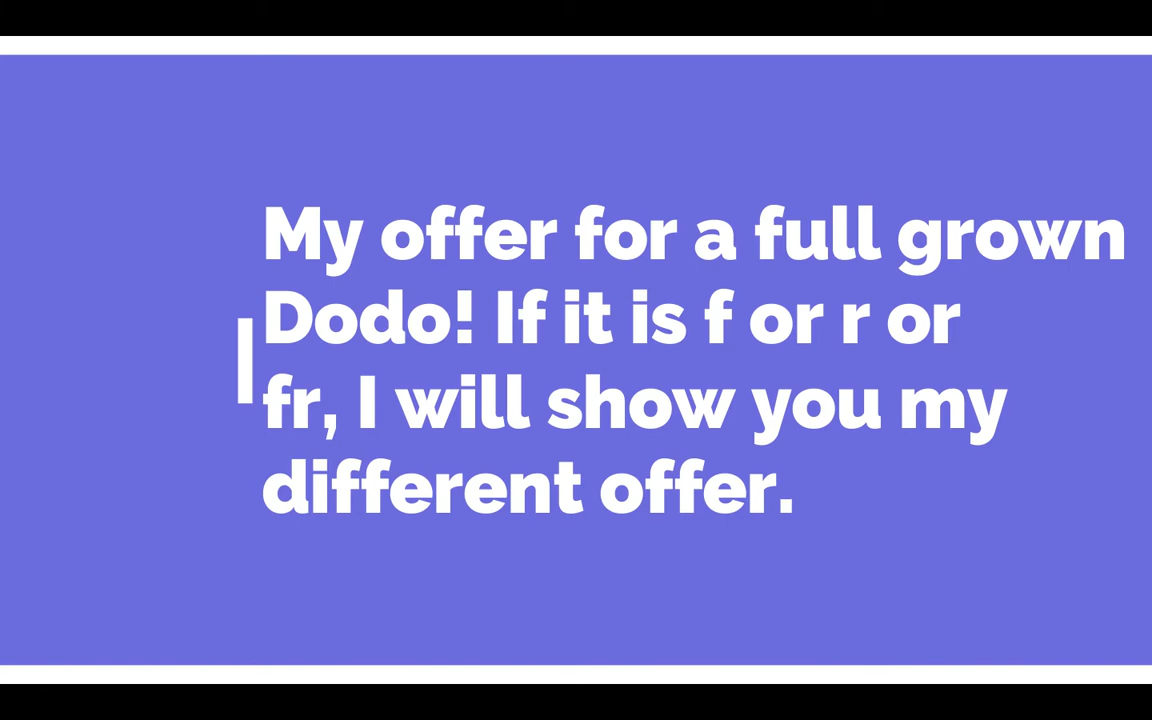 My offer for a full grown
Dodo! If it is f or r or
fr, I will show you my
different offer.